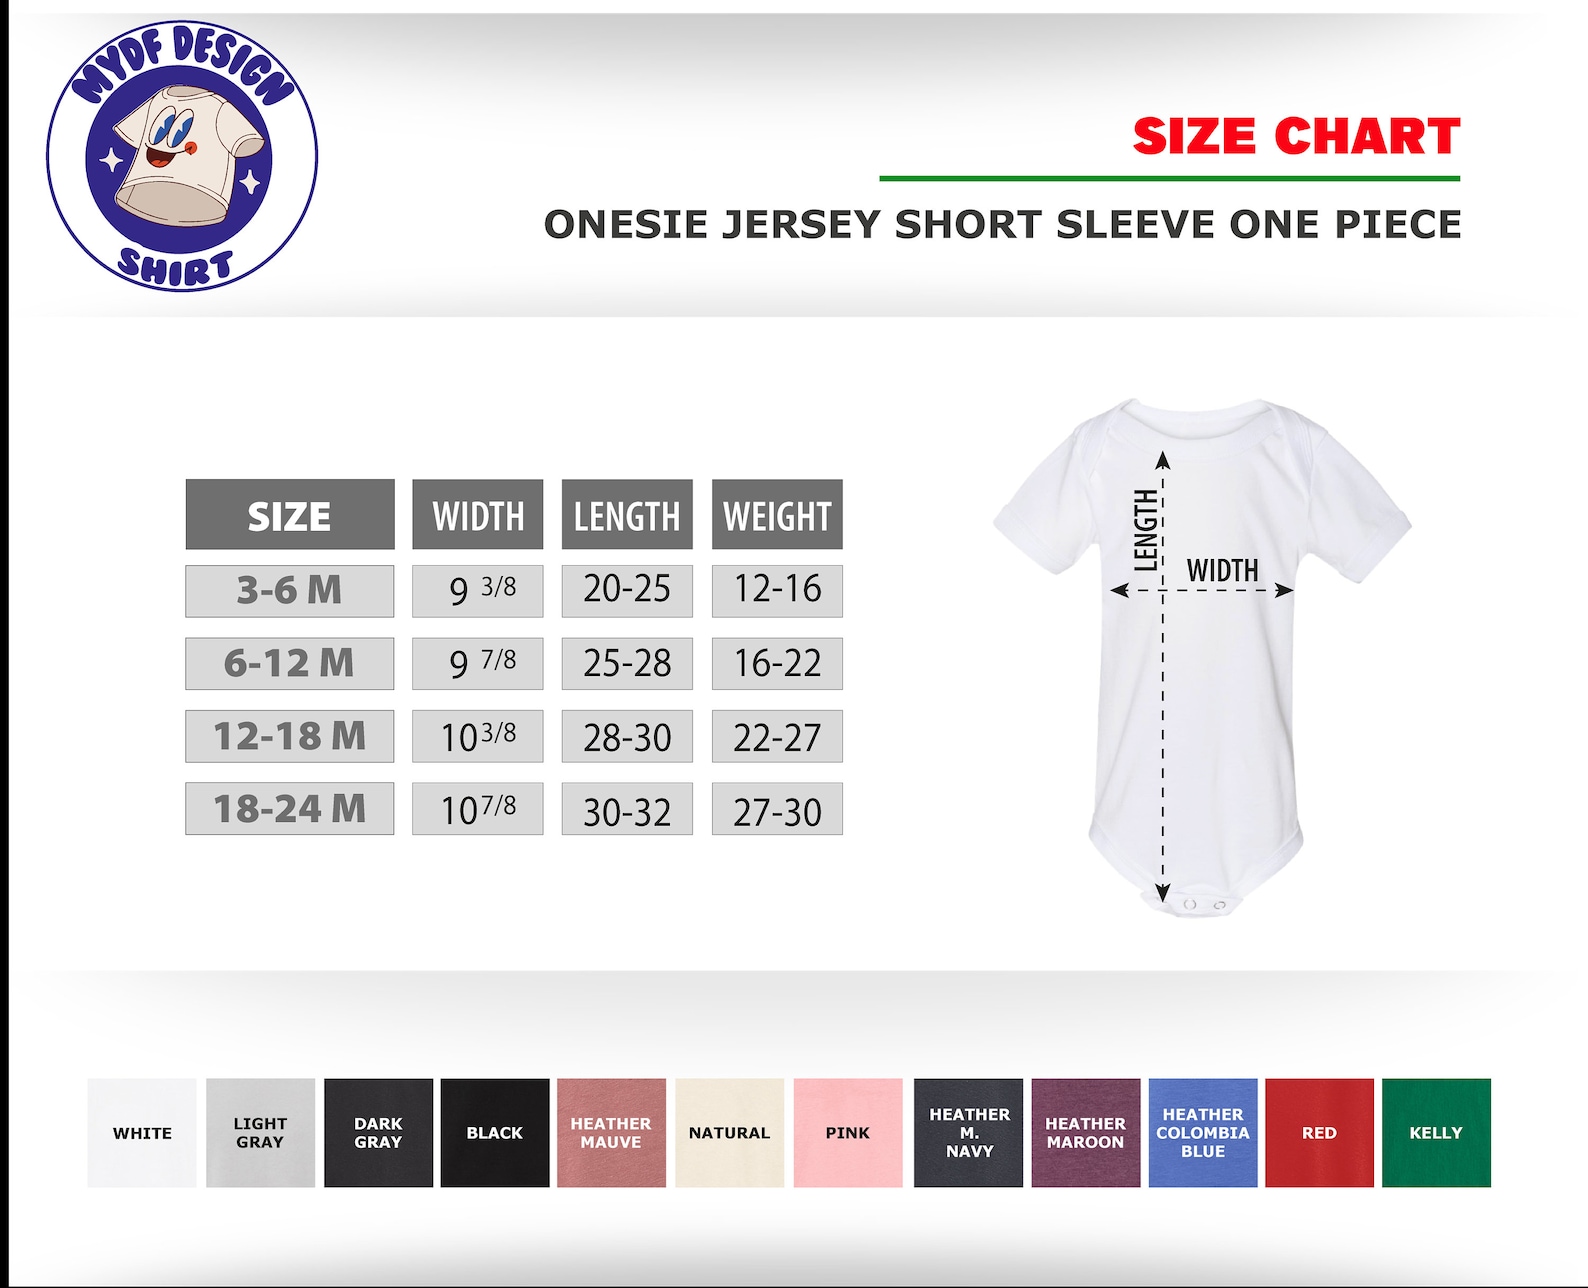 MYDF DESIGN
SHIRT
SIZE CHART
ONESIE JERSEY SHORT SLEEVE ONE PIECE
SIZE WIDTH LENGTH WEIGHT
3-6 M 9 3/8 20-25 12-16
6-12 M 9 7/8 25-28 16-22
12-18 M 10 3/8 28-30 22-27
18-24 M 10 7/8 30-32 27-30
LENGTH
WIDTH
WHITE
LIGHT
GRAY
DARK
GRAY
BLACK
HEATHER
MAUVE
NATURAL
PINK
HEATHER
M.
NAVY
HEATHER
MAROON
HEATHER
COLOMBIA
BLUE
RED
KELLY